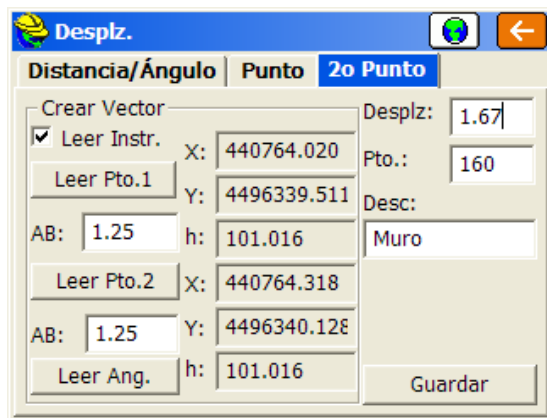 Desplz.
Distancia/Ángulo Punto 2o Punto
Crear Vector
Leer Instr.
Leer Pto.1
AB: 1.25
Leer Pto.2
AB: 1.25
Leer Ang.
X: 440764.020
Y: 4496339.511
h: 101.016
X: 440764.318
Y: 4496340.128
h: 101.016
Desplz: 1.67
Pto.: 160
Desc:
Muro
Guardar